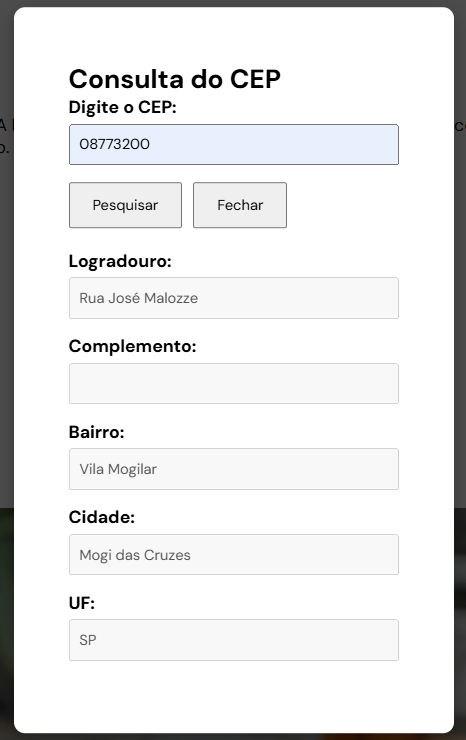 Consulta do CEP
Digite o CEP:
08773200
Pesquisar Fechar
Logradouro:
Rua José Malozze
Complemento:
Bairro:
Vila Mogilar
Cidade:
Mogi das Cruzes
UF:
SP